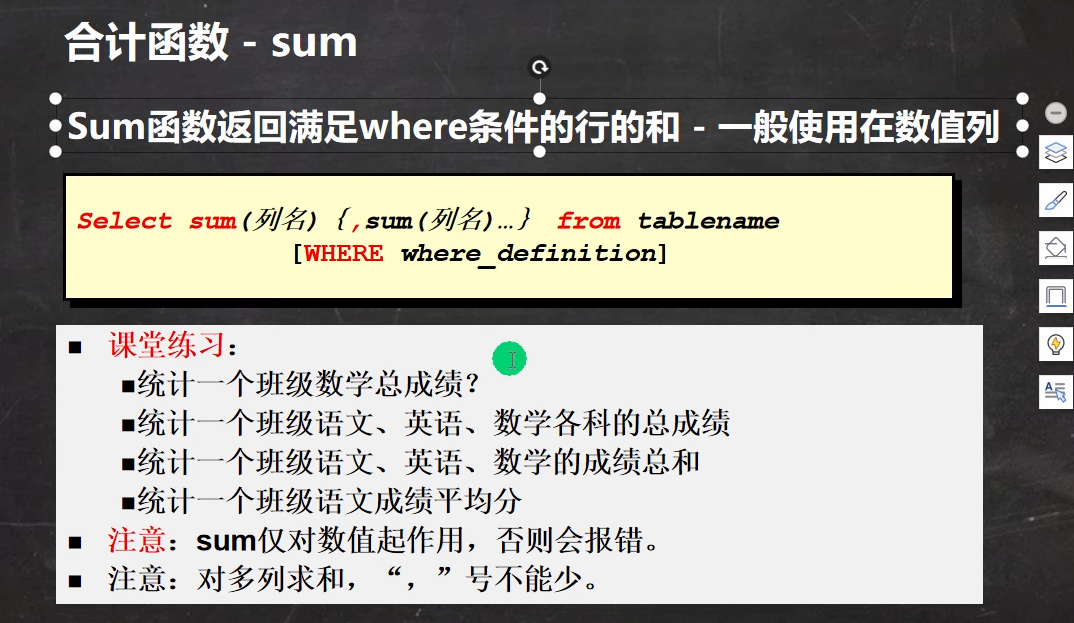 合计函数 - sum
Sum函数返回满足where条件的行的和 - 一般使用在数值列
Select sum(列名)｛,sum(列名)…｝ from tablename
[WHERE where_definition]
■ 课堂练习:
■统计一个班级数学总成绩？
■统计一个班级语文、英语、数学各科的总成绩
■统计一个班级语文、英语、数学的成绩总和
■统计一个班级语文成绩平均分
■ 注意：sum仅对数值起作用，否则会报错。
■ 注意：对多列求和，“，”号不能少。